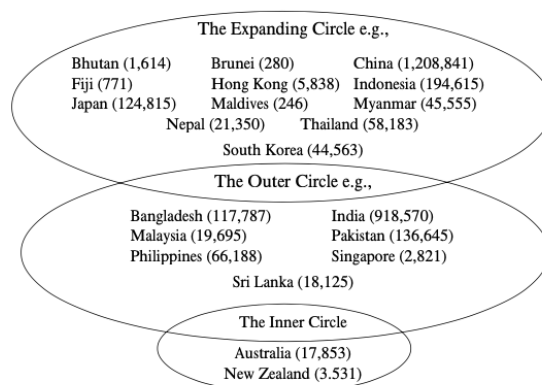 The Expanding Circle e.g.,
Bhutan (1,614) Brunei (280) China (1,208,841)
Fiji (771) Hong Kong (5,838) Indonesia (194,615)
Japan (124,815) Maldives (246) Myanmar (45,555)
Nepal (21,350) Thailand (58,183)
South Korea (44,563)
The Outer Circle e.g.,
Bangladesh (117,787) India (918,570)
Malaysia (19,695) Pakistan (136,645)
Philippines (66,188) Singapore (2,821)
Sri Lanka (18,125)
The Inner Circle
Australia (17,853)
New Zealand (3.531)